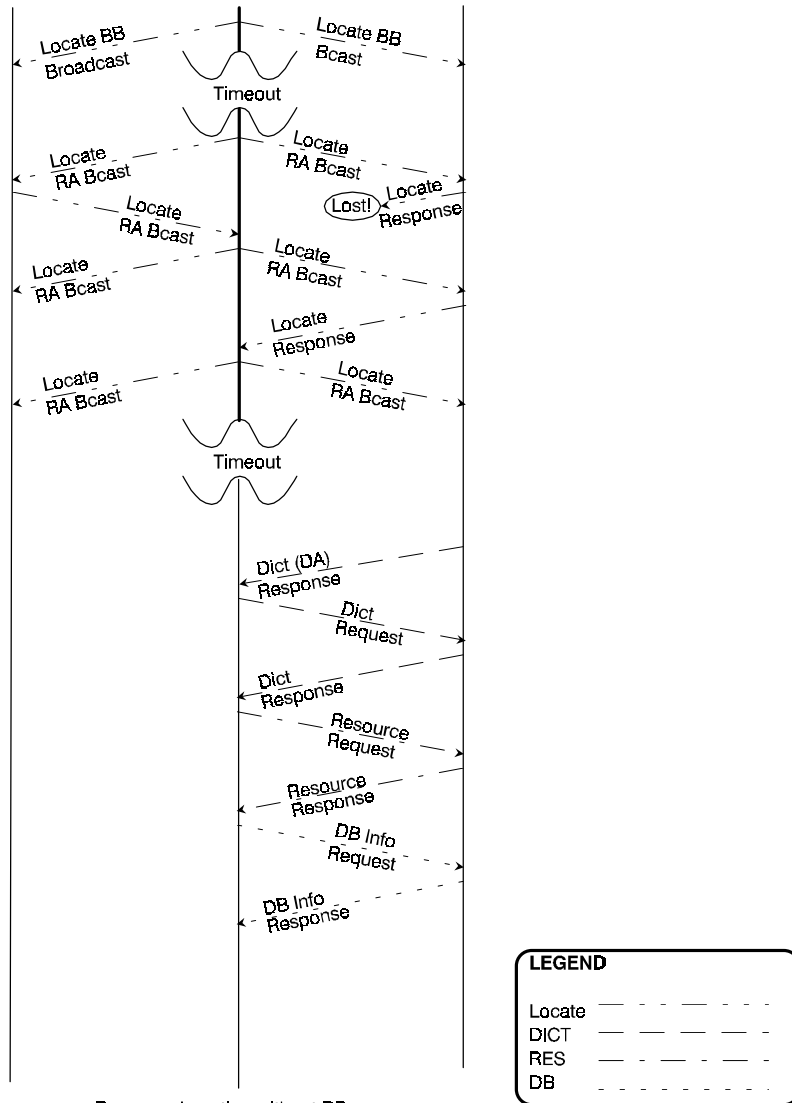 Locate BB
Broadcast
Locate BB
Bcast
Timeout
Locate
RA Bcast
Locate
RA Bcast
Lost!
Locate
Response
Locate
RA Bcast
Locate
RA Bcast
Locate
RA Bcast
Locate
Response
Locate
RA Bcast
Locate
RA Bcast
Timeout
Dict (DA)
Response
Dict
Request
Dict
Response
Resource
Request
Resource
Response
DB Info
Request
DB Info
Response
LEGEND
Locate
DICT
RES
DB